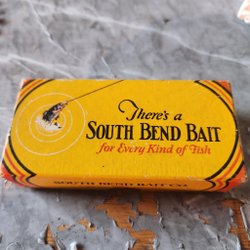 There's a
SOUTH BEND BAIT
for Every Kind of Fish
SOUTH BEND BAIT CO.